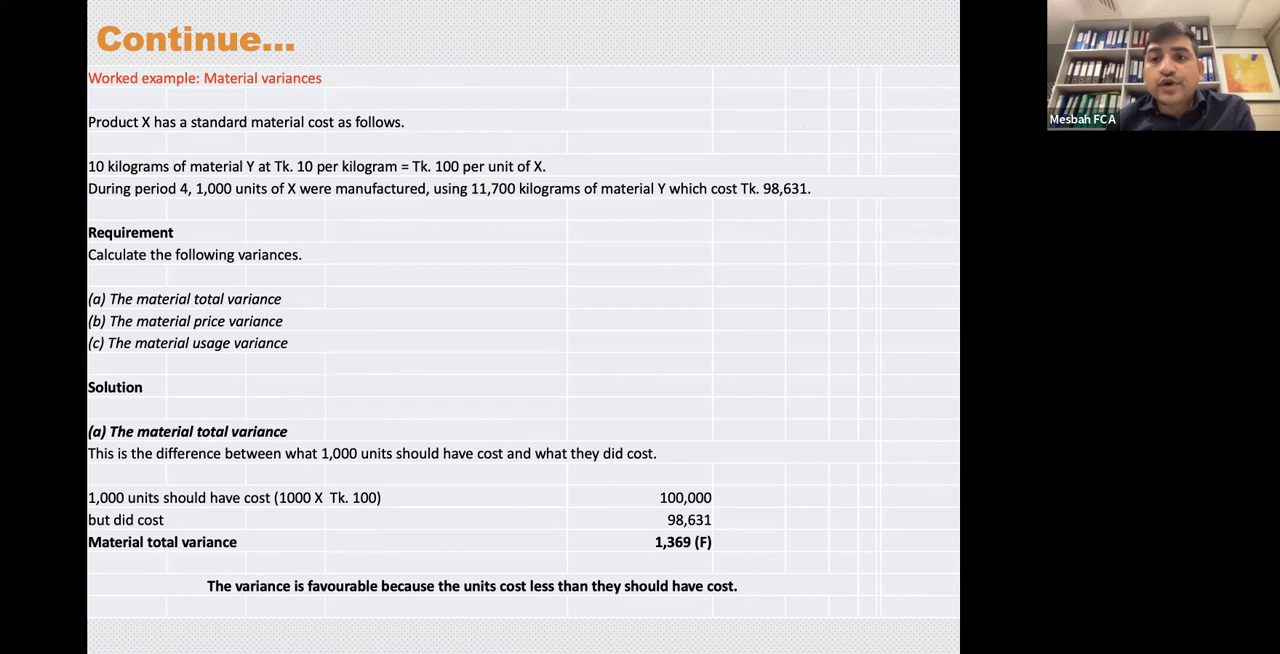 Continue...
Worked example: Material variances
Product X has a standard material cost as follows.
10 kilograms of material Y at Tk. 10 per kilogram = Tk. 100 per unit of X.
During period 4, 1,000 units of X were manufactured, using 11,700 kilograms of material Y which cost Tk. 98,631.
Requirement
Calculate the following variances.
(a) The material total variance
(b) The material price variance
(c) The material usage variance
Solution
(a) The material total variance
This is the difference between what 1,000 units should have cost and what they did cost.
1,000 units should have cost (1000 X Tk. 100) 100,000
but did cost 98,631
Material total variance 1,369 (F)
The variance is favourable because the units cost less than they should have cost.
Mesbah FCA